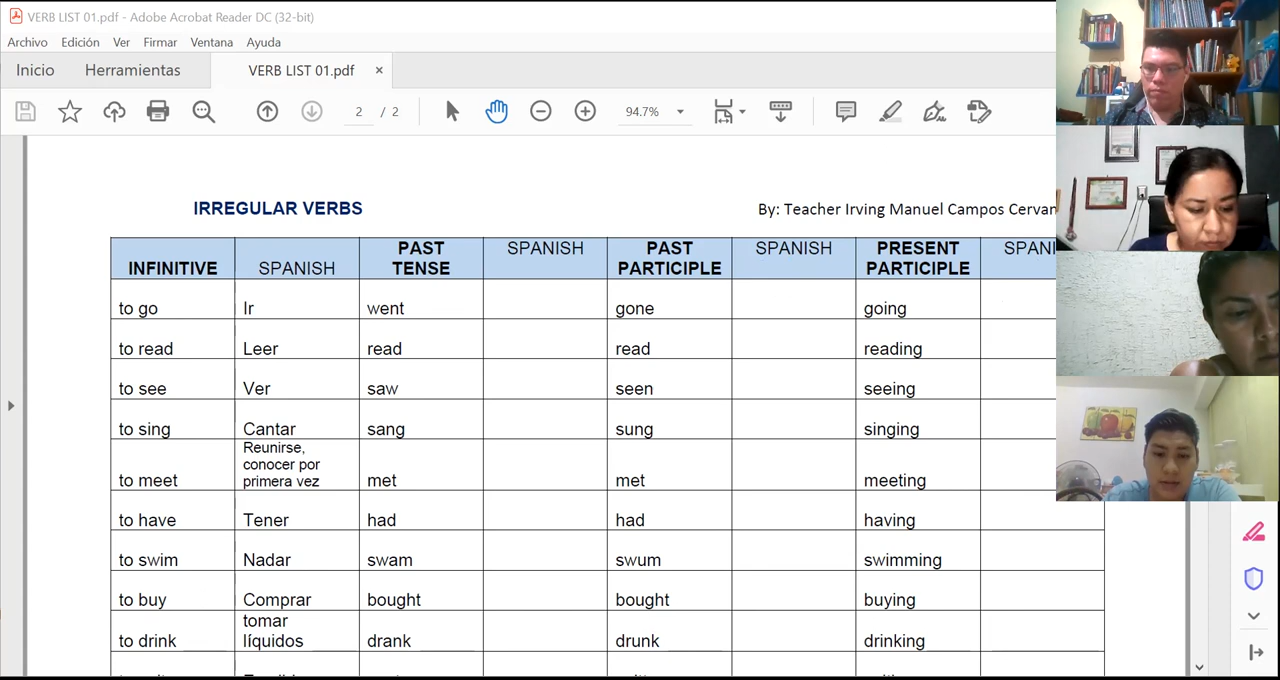 VERB LIST 01.pdf - Adobe Acrobat Reader DC (32-bit)
Archivo Edición Ver Firmar Ventana Ayuda
Inicio Herramientas VERB LIST 01.pdf ×
2 / 2 94.7%
IRREGULAR VERBS By: Teacher Irving Manuel Campos
INFINITIVE SPANISH PAST TENSE SPANISH PAST PARTICIPLE SPANISH PRESENT PARTICIPLE
to go Ir went gone going
to read Leer read read reading
to see Ver saw seen seeing
to sing Cantar sang sung singing
to meet Reunirse, conocer por primera vez met met meeting
to have Tener had had having
to swim Nadar swam swum swimming
to buy Comprar bought bought buying
to drink tomar líquidos drank drunk drinking